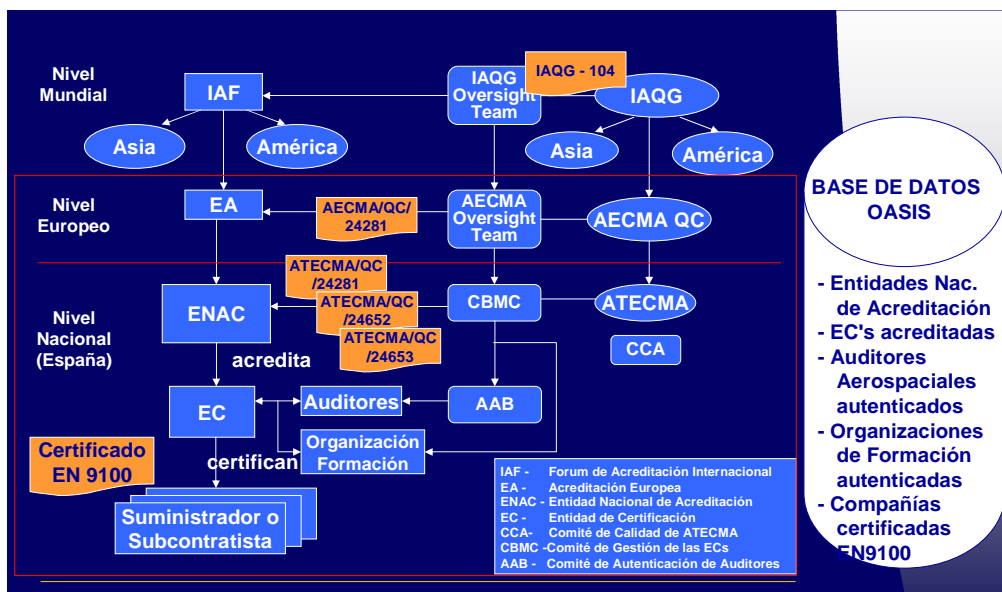 Nivel
Mundial
IAF
IAQG
Oversight
Team
IAQG - 104
IAQG
Asia
América
Asia
América
Nivel
Europeo
EA
AECMA/QC/
24281
AECMA
Oversight
Team
AECMA QC
Nivel
Nacional
(España)
ENAC
ATECMA/QC
/24281
ATECMA/QC
/24652
ATECMA/QC
/24653
CBMC
ATECMA
CCA
acredita
EC
Auditores
AAB
Organización
Formación
certifican
Certificado
EN 9100
Suministrador o
Subcontratista
IAF - Forum de Acreditación Internacional
EA - Acreditación Europea
ENAC - Entidad Nacional de Acreditación
EC - Entidad de Certificación
CCA- Comité de Calidad de ATECMA
CBMC -Comité de Gestión de las ECs
AAB - Comité de Autenticación de Auditores
BASE DE DATOS
OASIS
- Entidades Nac.
de Acreditación
- EC's acreditadas
- Auditores
Aerospaciales
autenticados
- Organizaciones
de Formación
autenticadas
- Compañías
certificadas
EN9100